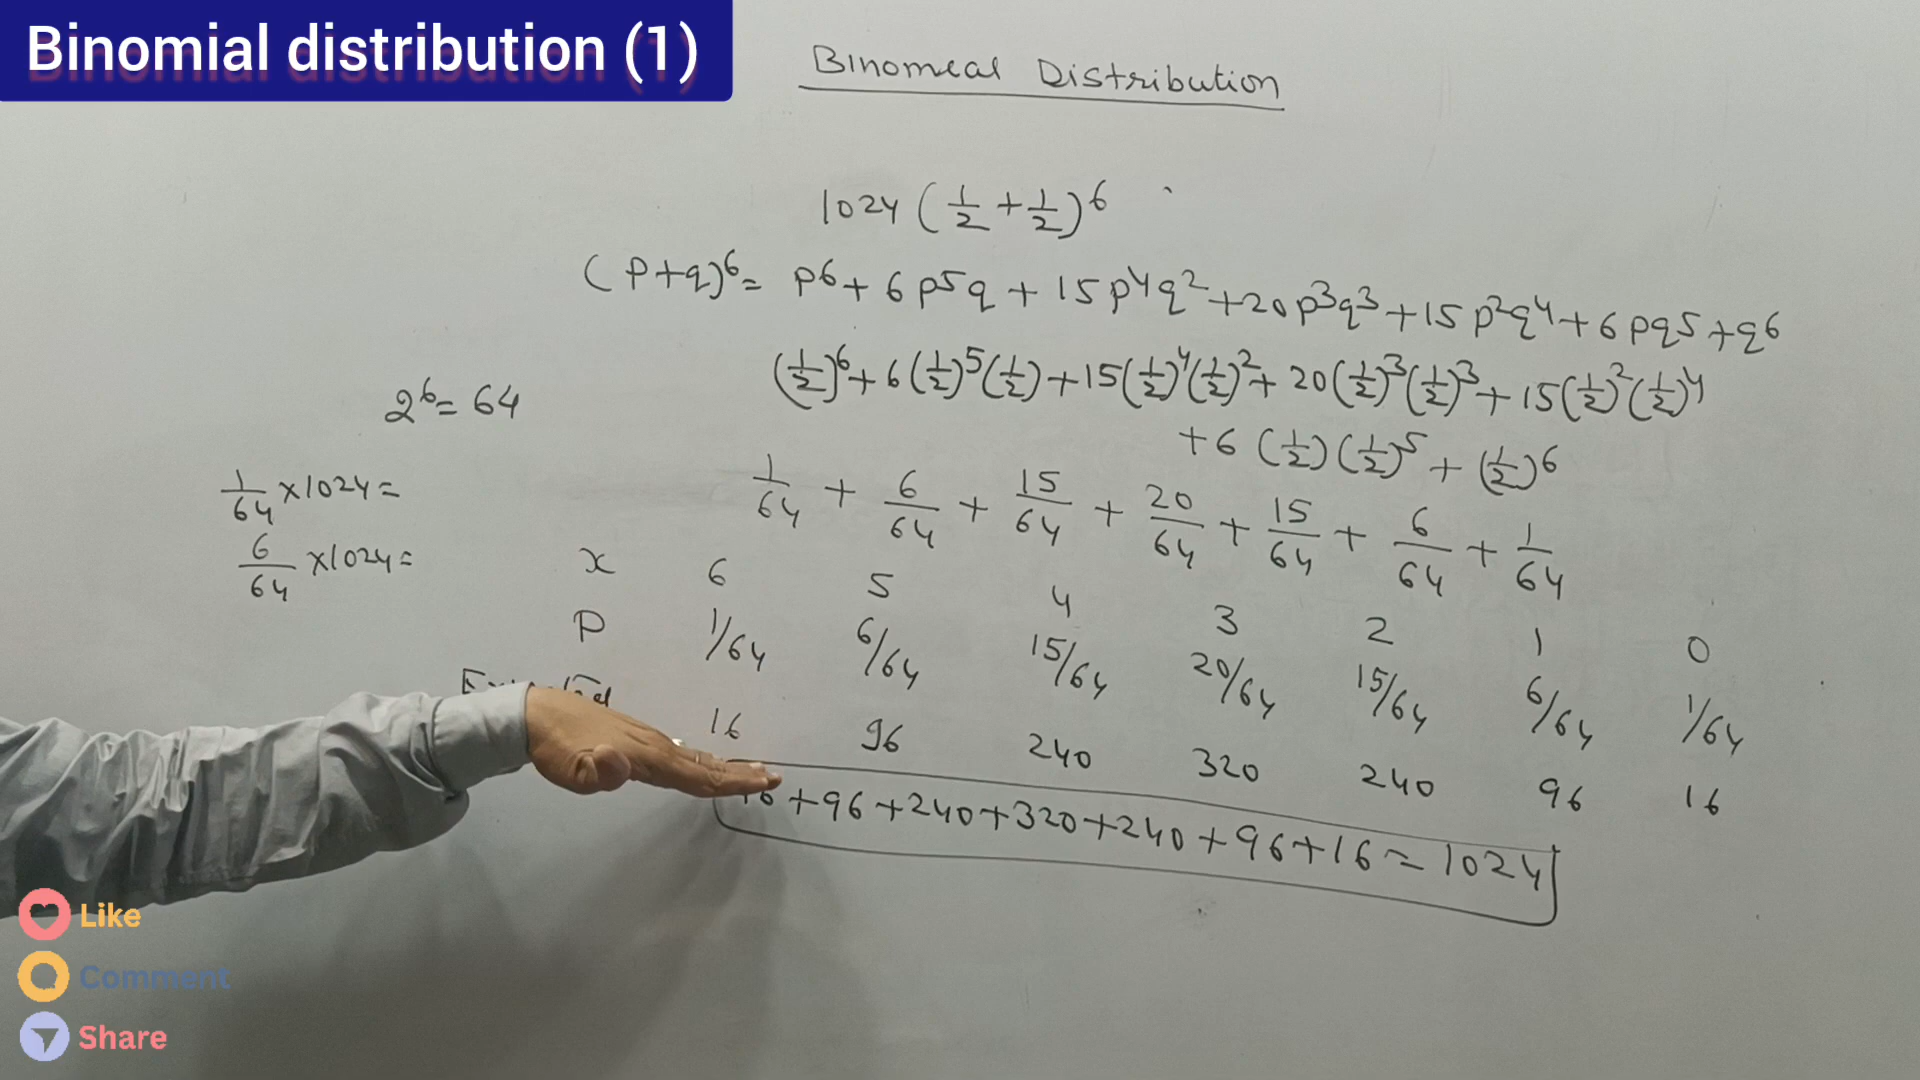 Binomial distribution (1)
Binomeal Distribution
1024 (1/2 + 1/2)^6
(p+q)^6 = p^6 + 6p^5q + 15p^4q^2 + 20p^3q^3 + 15p^2q^4 + 6pq^5 + q^6
(1/2)^6 + 6(1/2)^5(1/2) + 15(1/2)^4(1/2)^2 + 20(1/2)^3(1/2)^3 + 15(1/2)^2(1/2)^4
+ 6(1/2)(1/2)^5 + (1/2)^6
2^6 = 64
1/64 × 1024 =
6/64 × 1024 =
1/64 + 6/64 + 15/64 + 20/64 + 15/64 + 6/64 + 1/64
x 6 5 4 3 2 1 0
P 1/64 6/64 15/64 20/64 15/64 6/64 1/64
16 96 240 320 240 96 16
16 + 96 + 240 + 320 + 240 + 96 + 16 = 1024
Like
Comment
Share